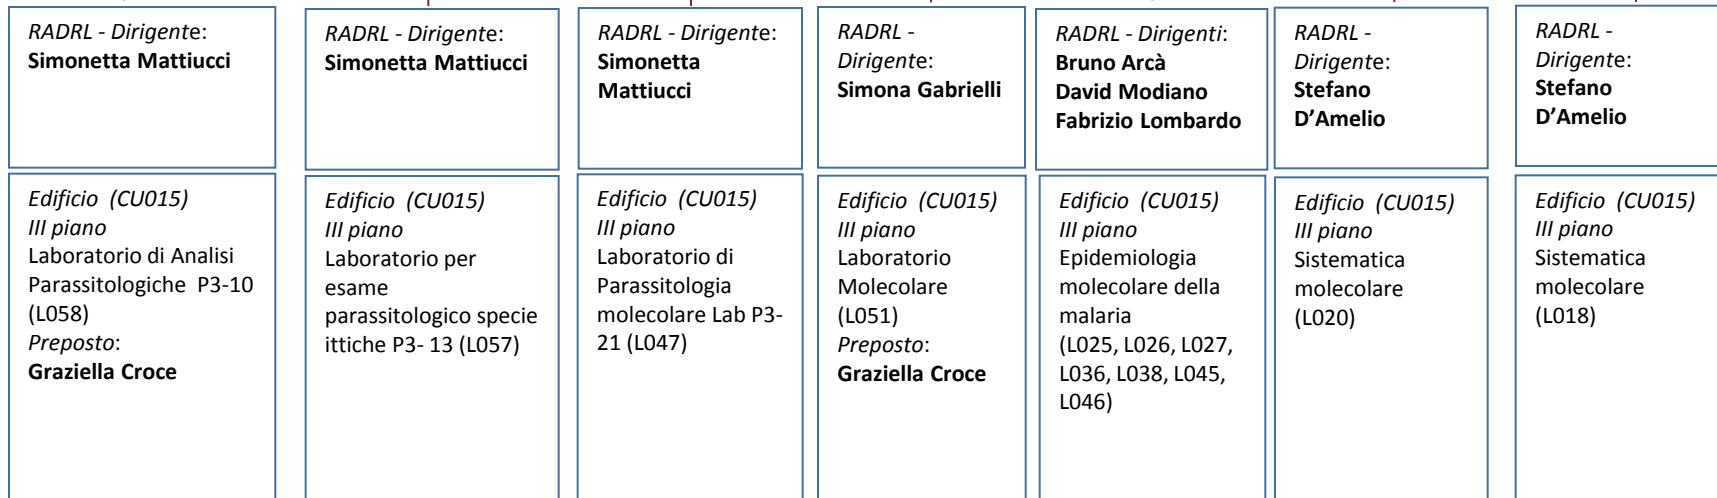 RADRL - Dirigente:
Simonetta Mattiucci
Edificio (CU015)
III piano
Laboratorio di Analisi
Parassitologiche P3-10
(L058)
Preposto:
Graziella Croce
RADRL - Dirigente:
Simonetta Mattiucci
Edificio (CU015)
III piano
Laboratorio per
esame
parassitologico specie
ittiche P3- 13 (L057)
RADRL - Dirigente:
Simonetta
Mattiucci
Edificio (CU015)
III piano
Laboratorio di
Parassitologia
molecolare Lab P3-
21 (L047)
RADRL -
Dirigente:
Simona Gabrielli
Edificio (CU015)
III piano
Laboratorio
Molecolare
(L051)
Preposto:
Graziella Croce
RADRL - Dirigenti:
Bruno Arcà
David Modiano
Fabrizio Lombardo
Edificio (CU015)
III piano
Epidemiologia
molecolare della
malaria
(L025, L026, L027,
L036, L038, L045,
L046)
RADRL -
Dirigente:
Stefano
D’Amelio
Edificio (CU015)
III piano
Sistematica
molecolare
(L020)
RADRL -
Dirigente:
Stefano
D’Amelio
Edificio (CU015)
III piano
Sistematica
molecolare
(L018)